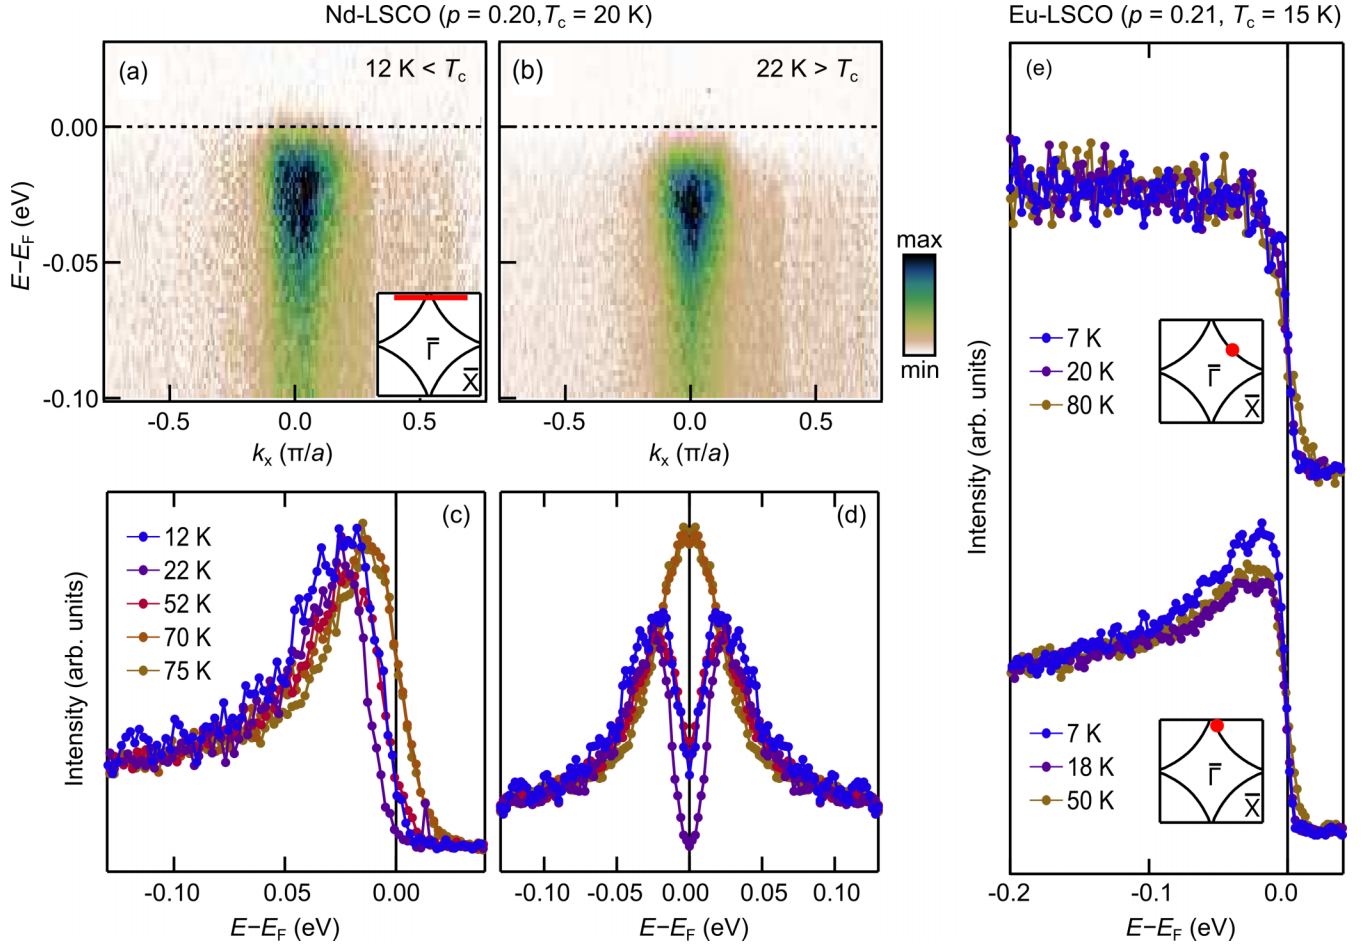 Nd-LSCO (p = 0.20, Tc = 20 K)
Eu-LSCO (p = 0.21, Tc = 15 K)
(a)
12 K < Tc
(b)
22 K > Tc
(e)
0.00
-0.05
-0.10
E−EF (eV)
Γ̅
X̅
-0.5
0.0
0.5
kx (π/a)
-0.5
0.0
0.5
kx (π/a)
max
min
(c)
12 K
22 K
52 K
70 K
75 K
Intensity (arb. units)
-0.10
0.05
0.00
E−EF (eV)
(d)
-0.10
-0.05
0.00
0.05
0.10
E−EF (eV)
Intensity (arb. units)
7 K
20 K
80 K
Γ̅
X̅
7 K
18 K
50 K
Γ̅
X̅
-0.2
-0.1
0.0
E−EF (eV)